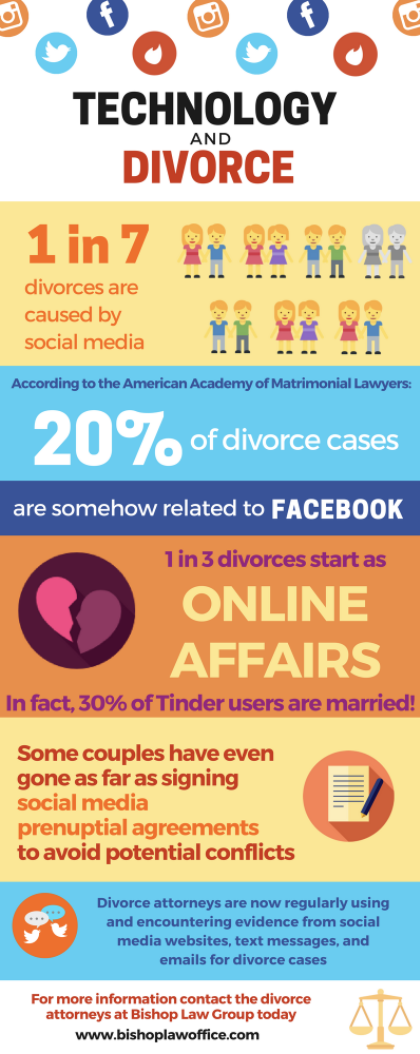 TECHNOLOGY
AND
DIVORCE
1 in 7
divorces are
caused by
social media
According to the American Academy of Matrimonial Lawyers:
20% of divorce cases
are somehow related to FACEBOOK
1 in 3 divorces start as
ONLINE
AFFAIRS
In fact, 30% of Tinder users are married!
Some couples have even
gone as far as signing
social media
prenuptial agreements
to avoid potential conflicts
Divorce attorneys are now regularly using
and encountering evidence from social
media websites, text messages, and
emails for divorce cases
For more information contact the divorce
attorneys at Bishop Law Group today
www.bishoplawoffice.com